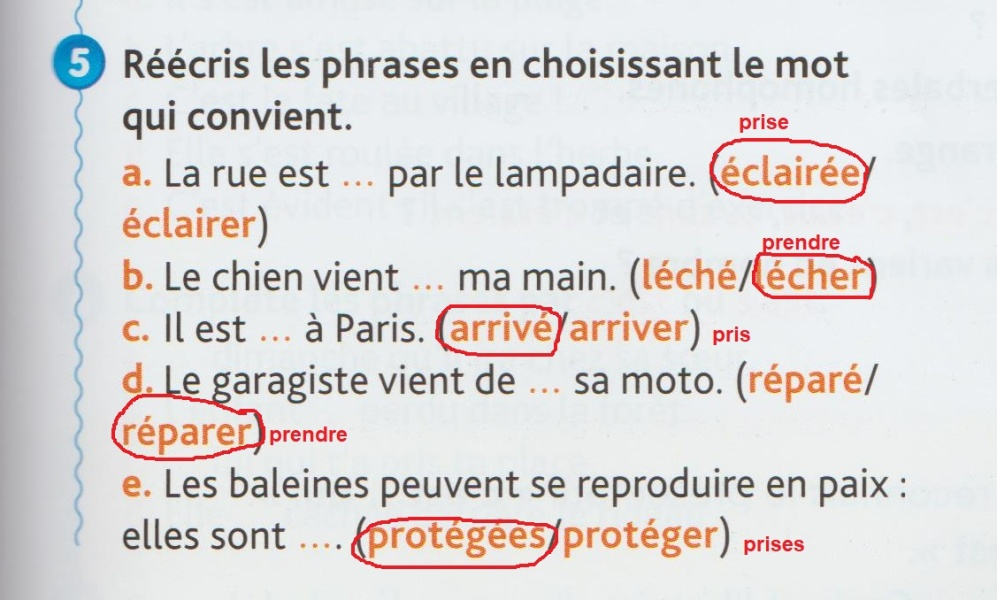 5 Réécris les phrases en choisissant le mot
qui convient.
prise
a. La rue est ... par le lampadaire. (éclairée/
éclairer)
prendre
b. Le chien vient ... ma main. (léché/lécher)
c. Il est ... à Paris. (arrivé/arriver) pris
d. Le garagiste vient de ... sa moto. (réparé/
réparer) prendre
e. Les baleines peuvent se reproduire en paix :
elles sont .... (protégées/protéger) prises